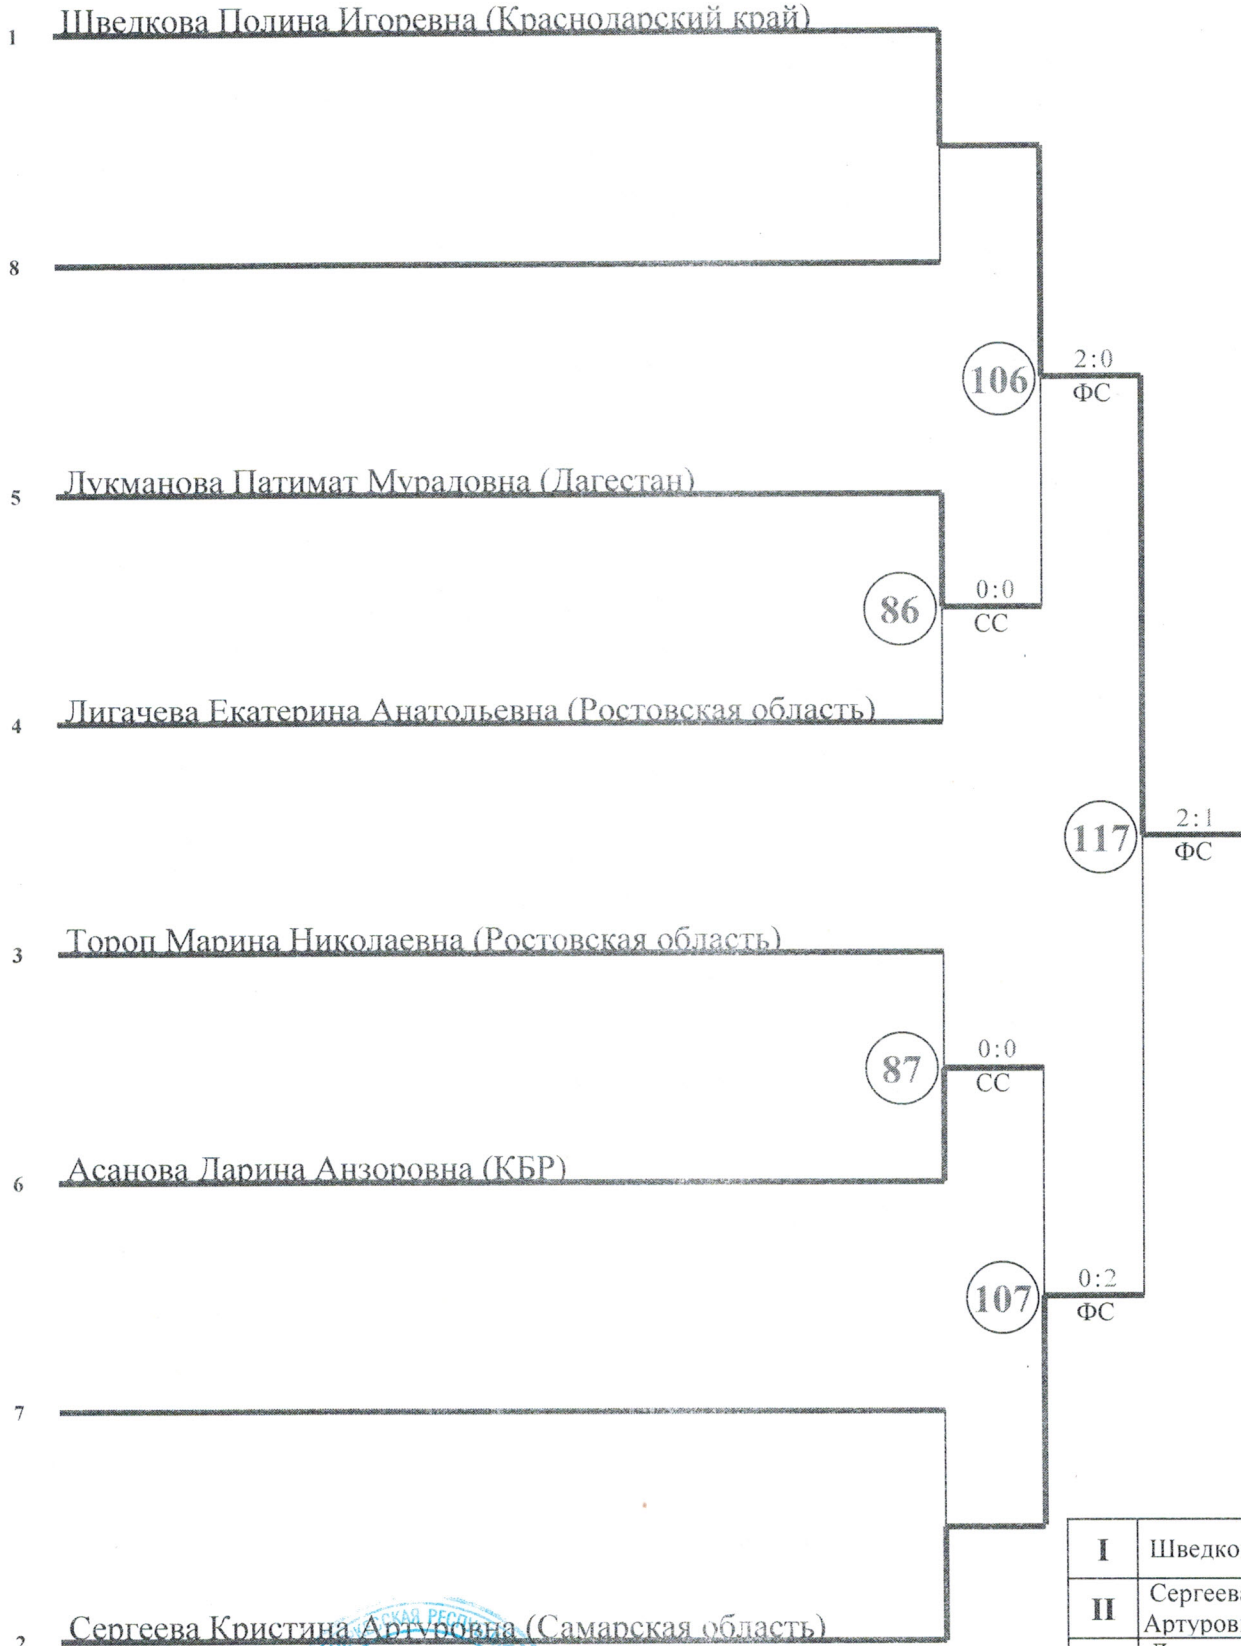 1 Шведкова Полина Игоревна (Краснодарский край)
8
106 2:0
ФС
5 Лукманова Патимат Мурадовна (Дагестан)
86 0:0
СС
4 Лигачева Екатерина Анатольевна (Ростовская область)
117 2:1
ФС
3 Тороп Марина Николаевна (Ростовская область)
87 0:0
СС
6 Асанова Дарина Анзоровна (КБР)
107 0:2
ФС
7
I Шведко
II Сергеева
Артуров
2 Сергеева Кристина Артуровна (Самарская область)